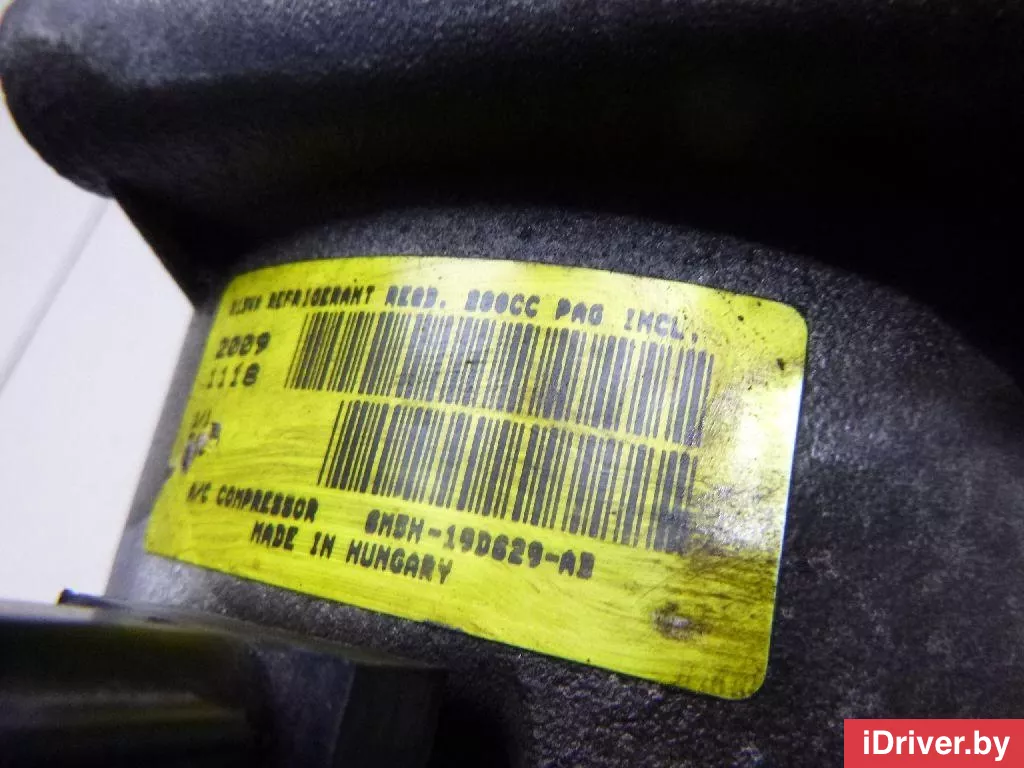 REFRIGERANT REQD. 200CC PAG INCL.
2009
1118
A/C COMPRESSOR 6M5H-19D629-AB
MADE IN HUNGARY
iDriver.by